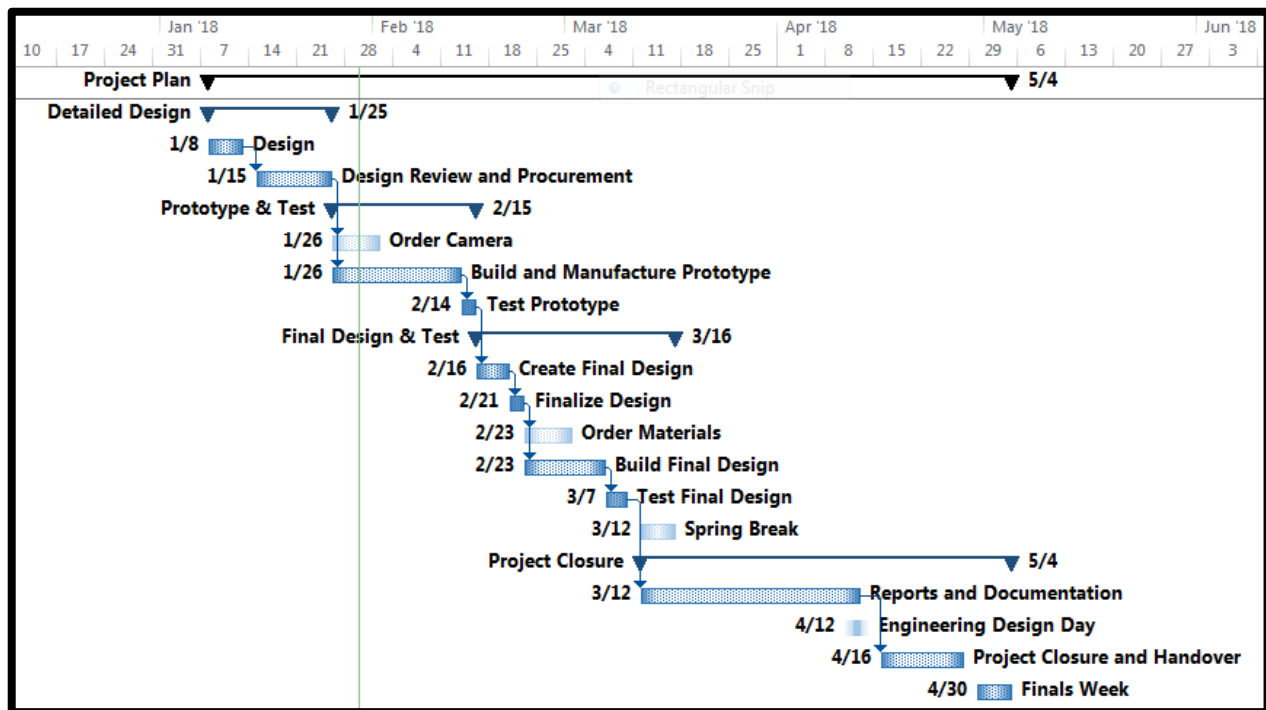 Jan '18 Feb '18 Mar '18 Apr '18 May '18 Jun '18
10 17 24 31 7 14 21 28 4 11 18 25 4 11 18 25 1 8 15 22 29 6 13 20 27 3
Project Plan 5/4
Rectangular Snip
Detailed Design 1/25
1/8 Design
1/15 Design Review and Procurement
Prototype & Test 2/15
1/26 Order Camera
1/26 Build and Manufacture Prototype
2/14 Test Prototype
Final Design & Test 3/16
2/16 Create Final Design
2/21 Finalize Design
2/23 Order Materials
2/23 Build Final Design
3/7 Test Final Design
3/12 Spring Break
Project Closure 5/4
3/12 Reports and Documentation
4/12 Engineering Design Day
4/16 Project Closure and Handover
4/30 Finals Week